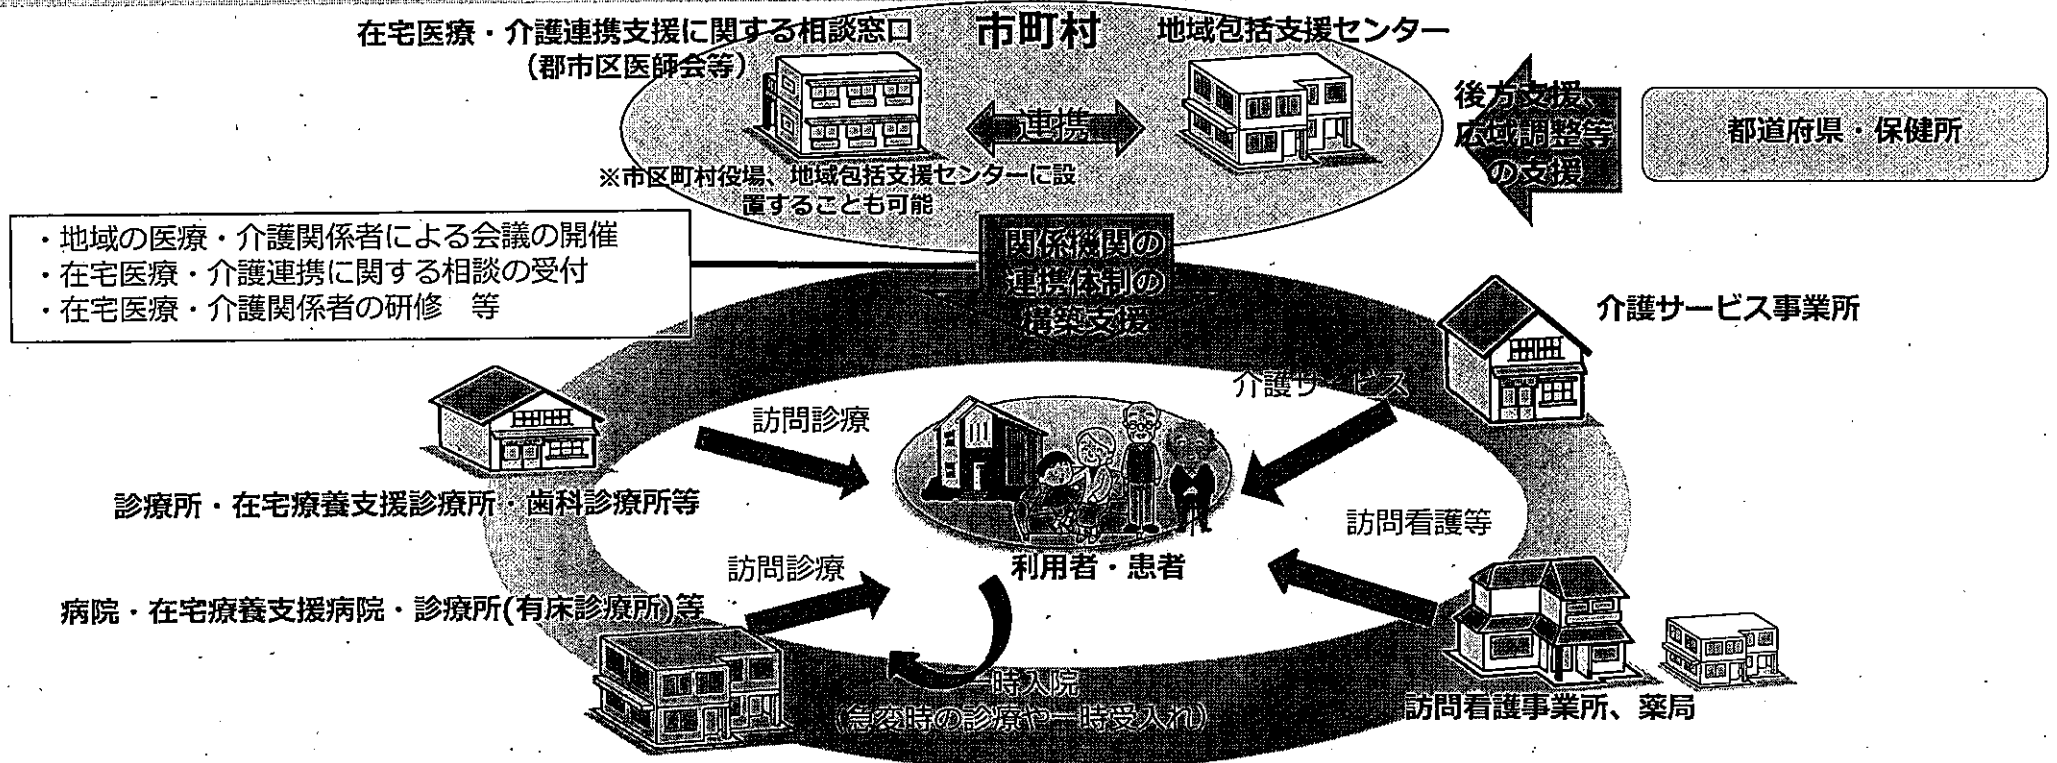 在宅医療・介護連携支援に関する相談窓口
(郡市区医師会等)
市町村
地域包括支援センター
連携
※市区町村役場、地域包括支援センターに設
置することも可能
後方支援、
広域調整等
の支援
都道府県・保健所
・地域の医療・介護関係者による会議の開催
・在宅医療・介護連携に関する相談の受付
・在宅医療・介護関係者の研修 等
関係機関の
連携体制の
構築支援
介護サービス事業所
介護サービス
訪問診療
診療所・在宅療養支援診療所・歯科診療所等
利用者・患者
訪問看護等
訪問診療
病院・在宅療養支援病院・診療所(有床診療所)等
一時入院
(急変時の診療や一時受入れ)
訪問看護事業所、薬局